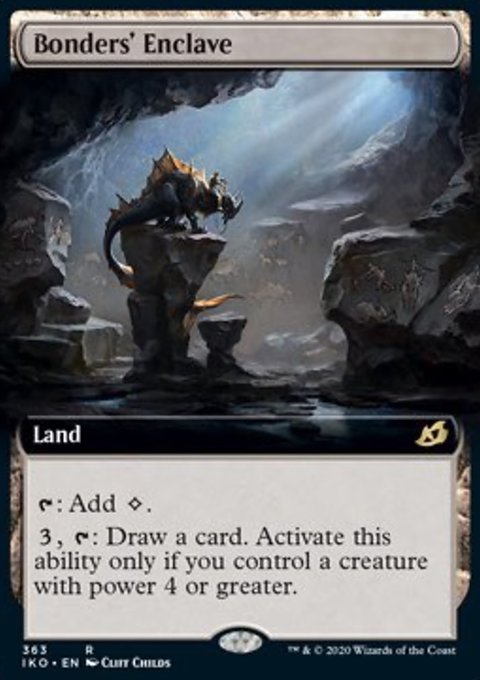 Bonders' Enclave
Land
: Add .
3, : Draw a card. Activate this
ability only if you control a creature
with power 4 or greater.
363 R
IKO • EN Cliff Childs
™ & © 2020 Wizards of the Coast